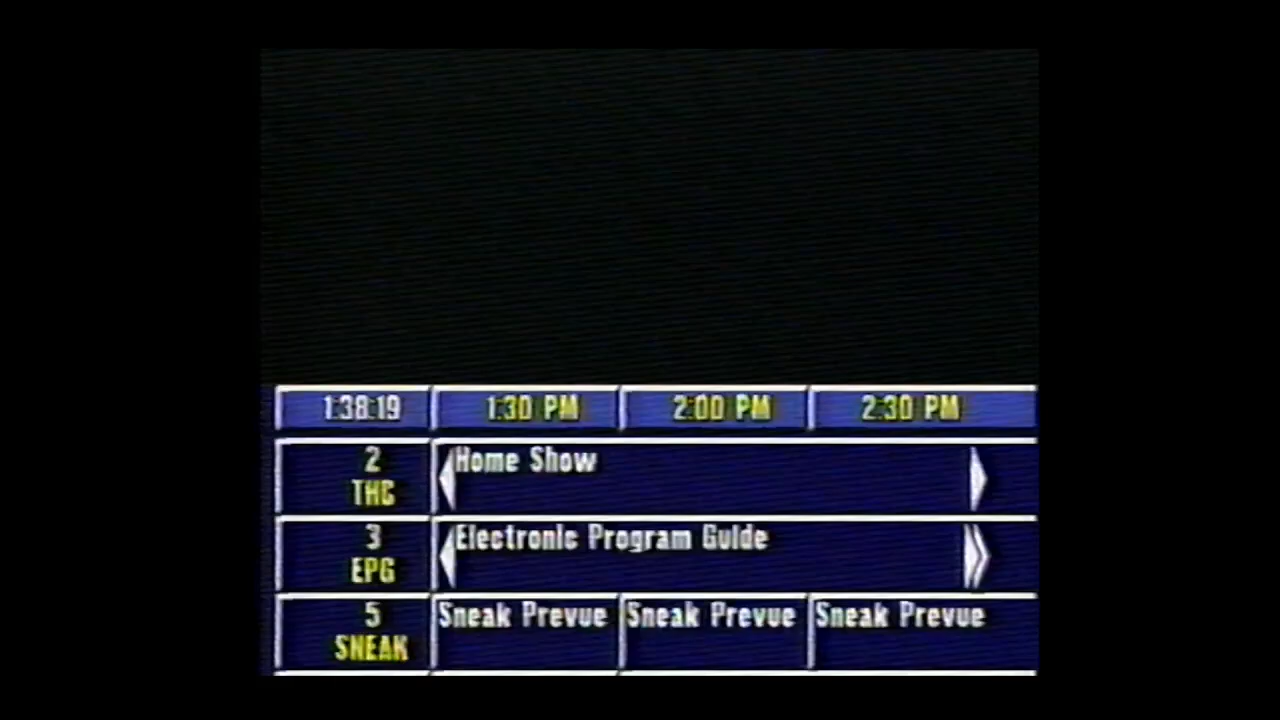 1:38:19 1:30 PM 2:00 PM 2:30 PM
2 Home Show
THC
3 Electronic Program Guide
EPG
5 Sneak Prevue Sneak Prevue Sneak Prevue
SNEAK